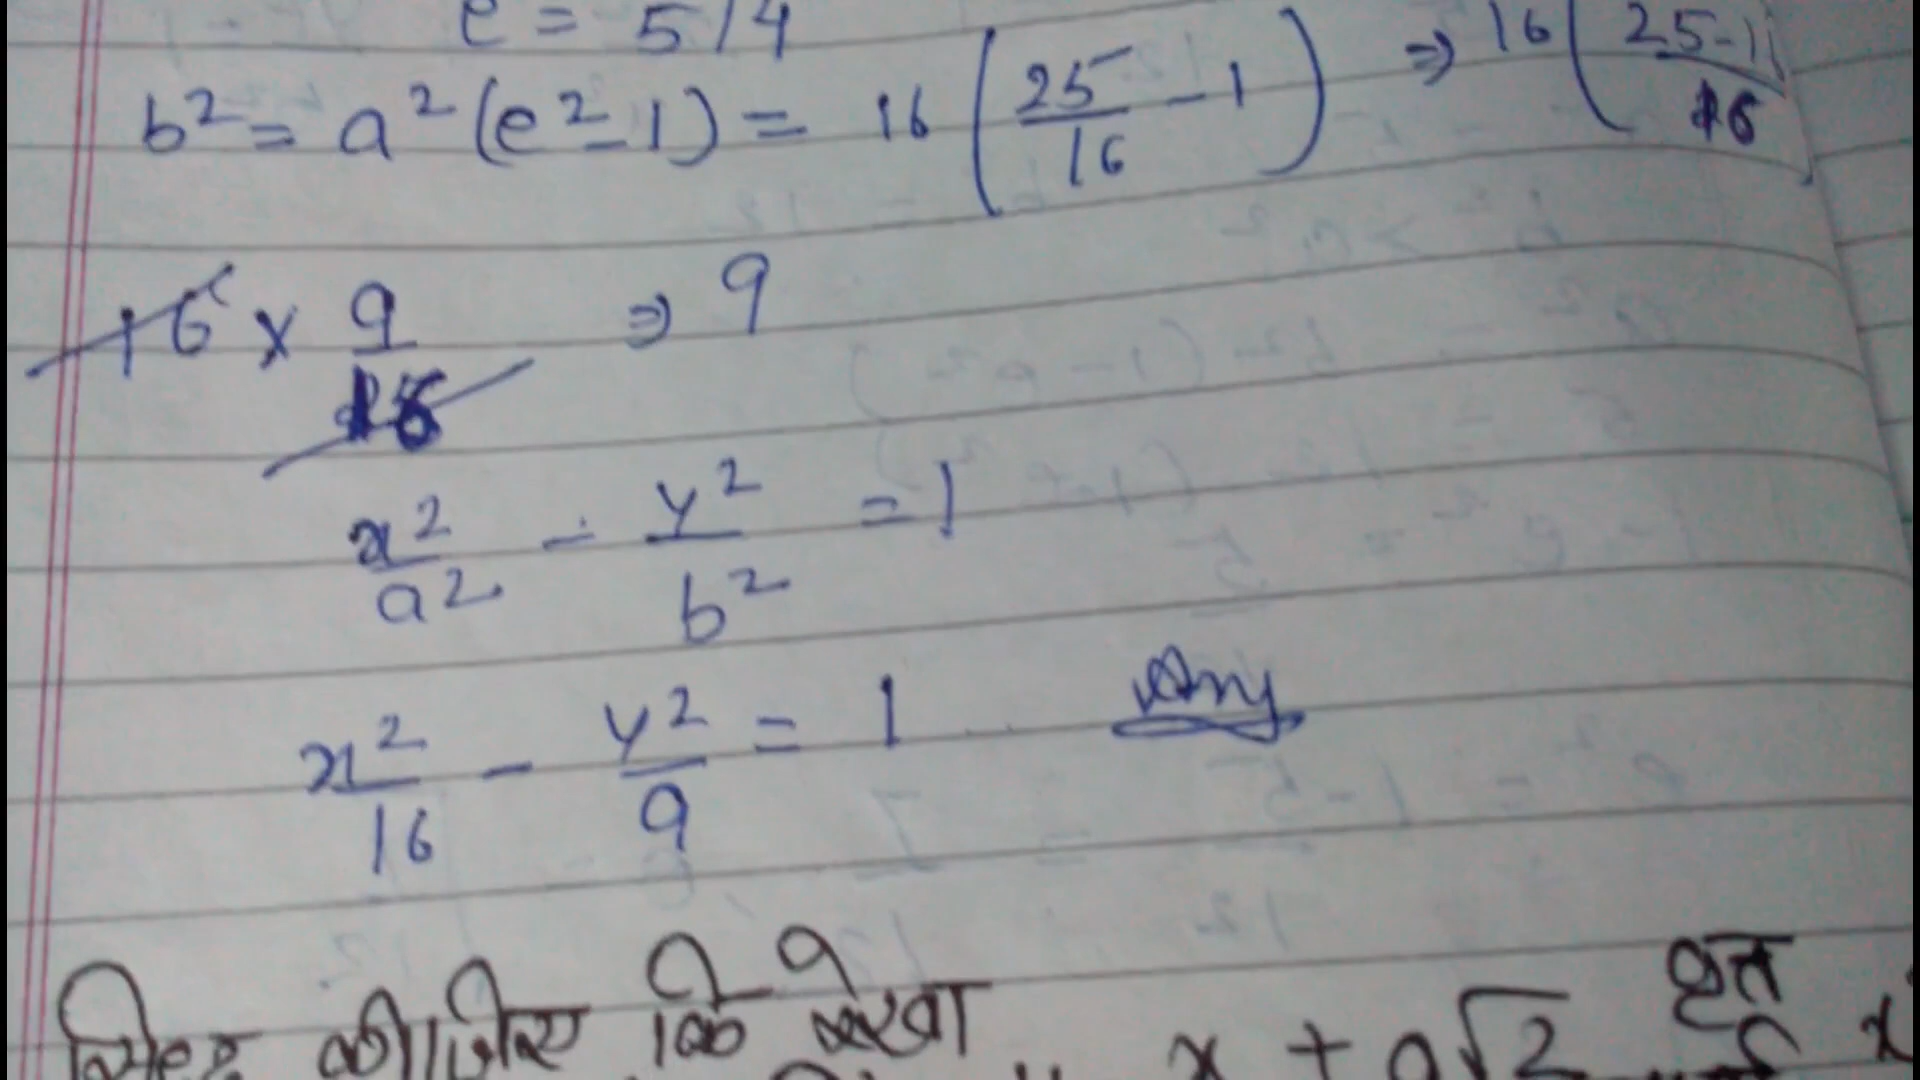 e = 5/4
b² = a²(e² - 1) = 16 (25/16 - 1) ⇒ 16 (25-1
16
16 × 9/16 ⇒ 9
x²/a² - y²/b² = 1
x²/16 - y²/9 = 1 Ans
सिद्ध कीजिए कि रेखा x + a√2 वृत्त x